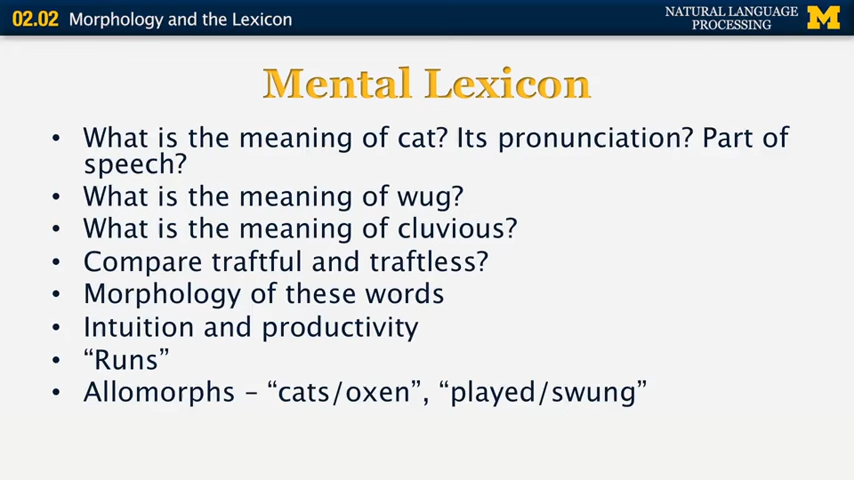 02.02 Morphology and the Lexicon
NATURAL LANGUAGE
PROCESSING
M
Mental Lexicon
• What is the meaning of cat? Its pronunciation? Part of
speech?
• What is the meaning of wug?
• What is the meaning of cluvious?
• Compare traftful and traftless?
• Morphology of these words
• Intuition and productivity
• “Runs”
• Allomorphs – “cats/oxen”, “played/swung”